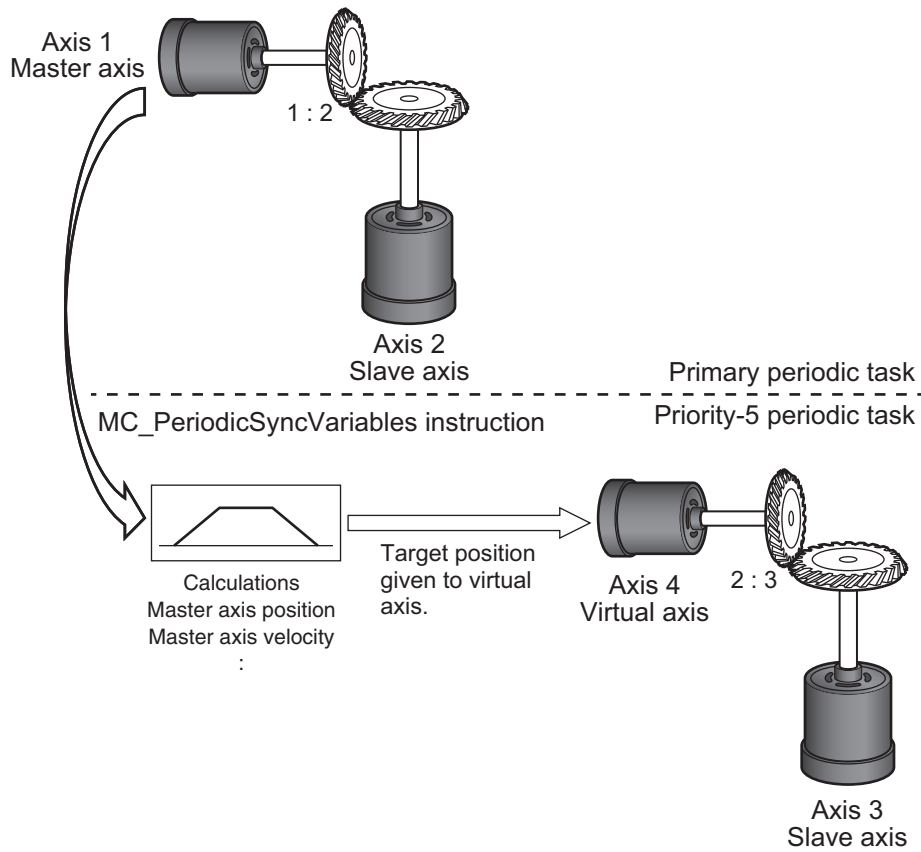 Axis 1
Master axis
1 : 2
Axis 2
Slave axis
Primary periodic task
MC_PeriodicSyncVariables instruction
Priority-5 periodic task
Calculations
Master axis position
Master axis velocity
:
Target position
given to virtual
axis.
Axis 4
Virtual axis
2 : 3
Axis 3
Slave axis